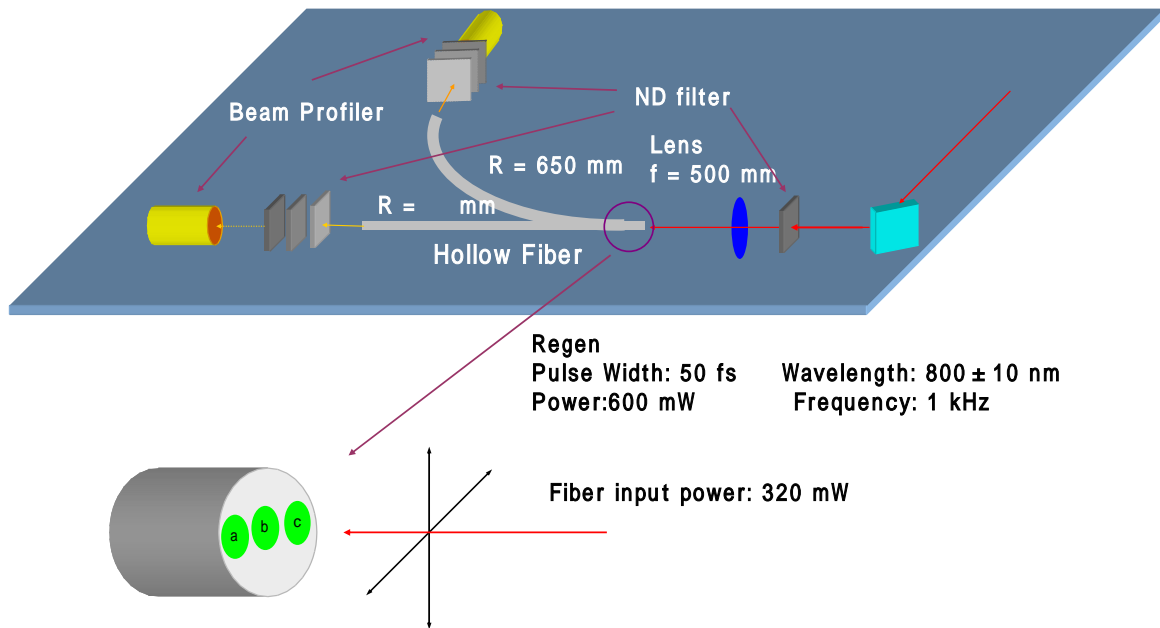 Beam Profiler
ND filter
Lens
f = 500 mm
R = 650 mm
R = mm
Hollow Fiber
Regen
Pulse Width: 50 fs Wavelength: 800 ± 10 nm
Power:600 mW Frequency: 1 kHz
Fiber input power: 320 mW
a b c